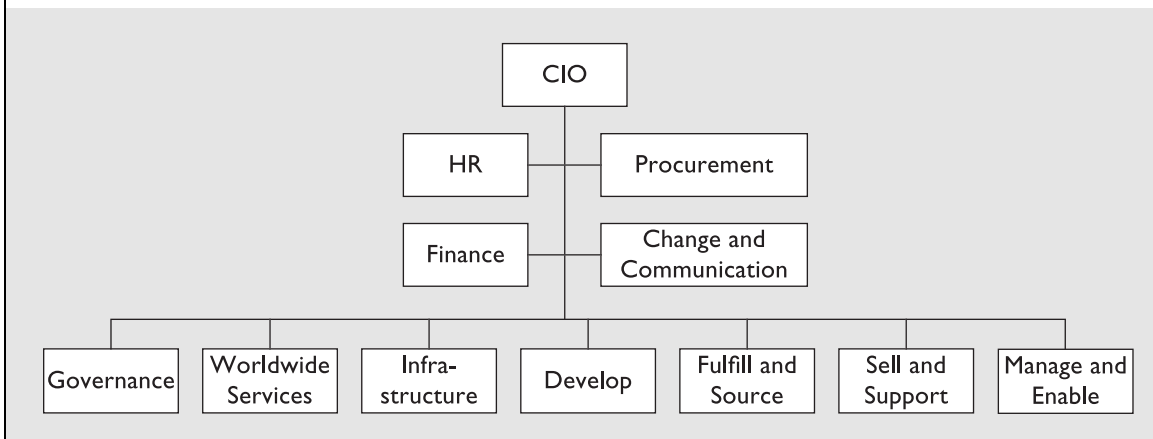 CIO
HR
Procurement
Finance
Change and
Communication
Governance
Worldwide
Services
Infra-
structure
Develop
Fulfill and
Source
Sell and
Support
Manage and
Enable